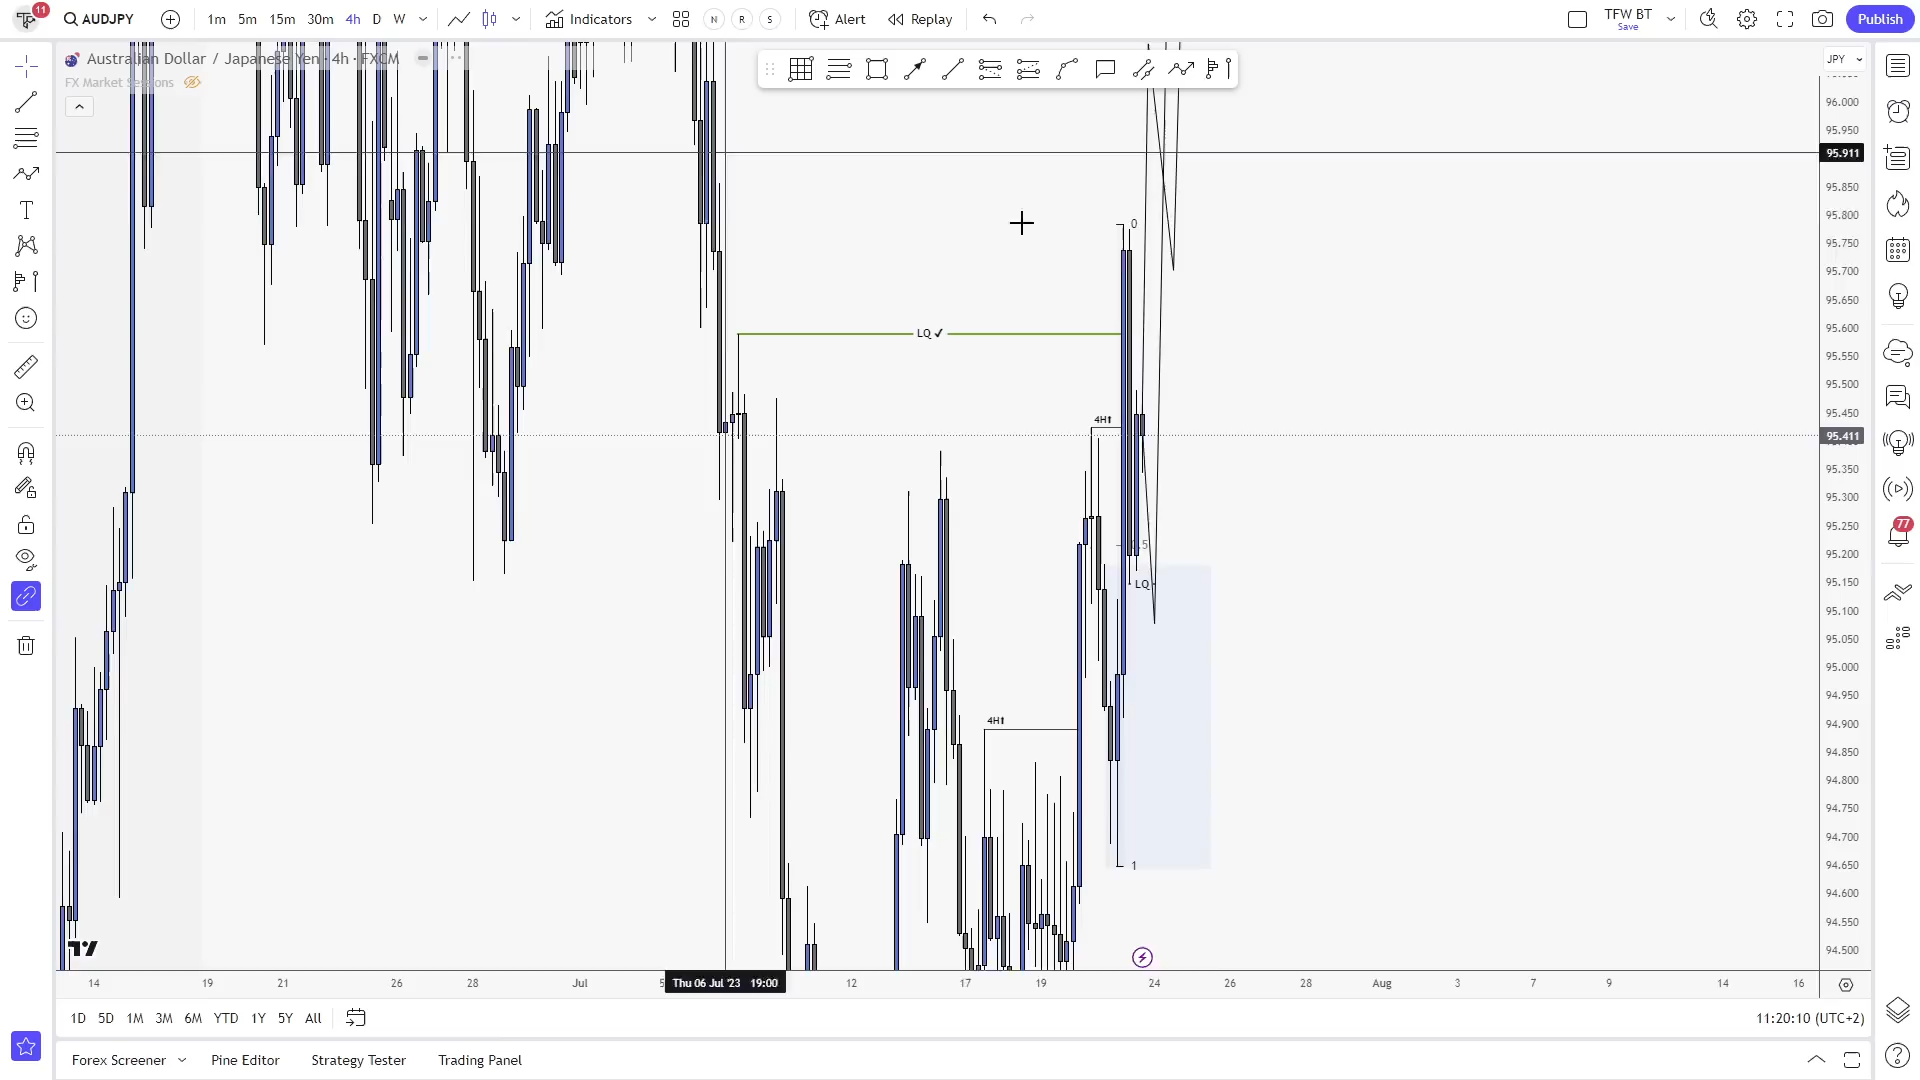 11
AUDJPY
1m 5m 15m 30m 4h D W
Indicators
N R S
Alert
Replay
TFW BT
Save
Publish
Australian Dollar / Japanese Yen · 4h · FXCM
FX Market Sessions
JPY
96.000
95.950
95.911
95.850
95.800
95.750
95.700
95.650
95.600
95.550
95.500
95.450
95.411
95.350
95.300
95.250
95.200
95.150
95.100
95.050
95.000
94.950
94.900
94.850
94.800
94.750
94.700
94.650
94.600
94.550
94.500
0
LQ ✓
4H⬆
LQ
4H⬆
1
77
14 19 21 26 28 Jul 5 Thu 06 Jul '23 19:00 12 17 19 24 26 28 Aug 3 7 9 14 16
1D 5D 1M 3M 6M YTD 1Y 5Y All
11:20:10 (UTC+2)
Forex Screener Pine Editor Strategy Tester Trading Panel